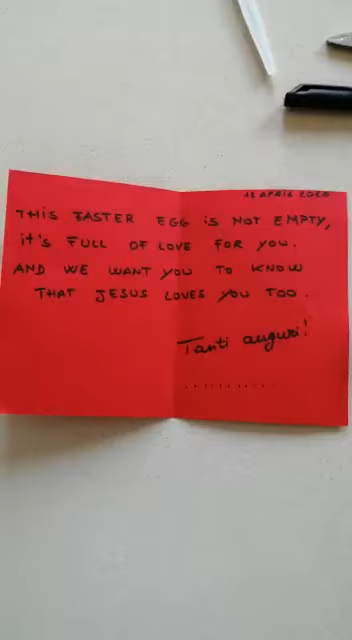 12 APRIL 2020
THIS EASTER EGG IS NOT EMPTY,
IT'S FULL OF LOVE FOR YOU.
AND WE WANT YOU TO KNOW
THAT JESUS LOVES YOU TOO.
Tanti auguri!
.............